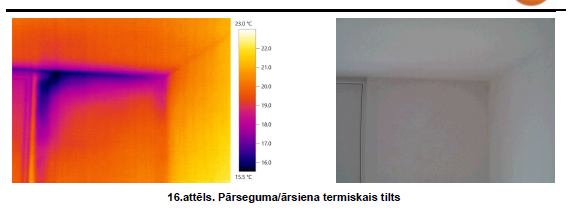 23,0 °C
22,0
21,0
20,0
19,0
18,0
17,0
16,0
15,5 °C
16.attēls. Pārseguma/ārsiena termiskais tilts